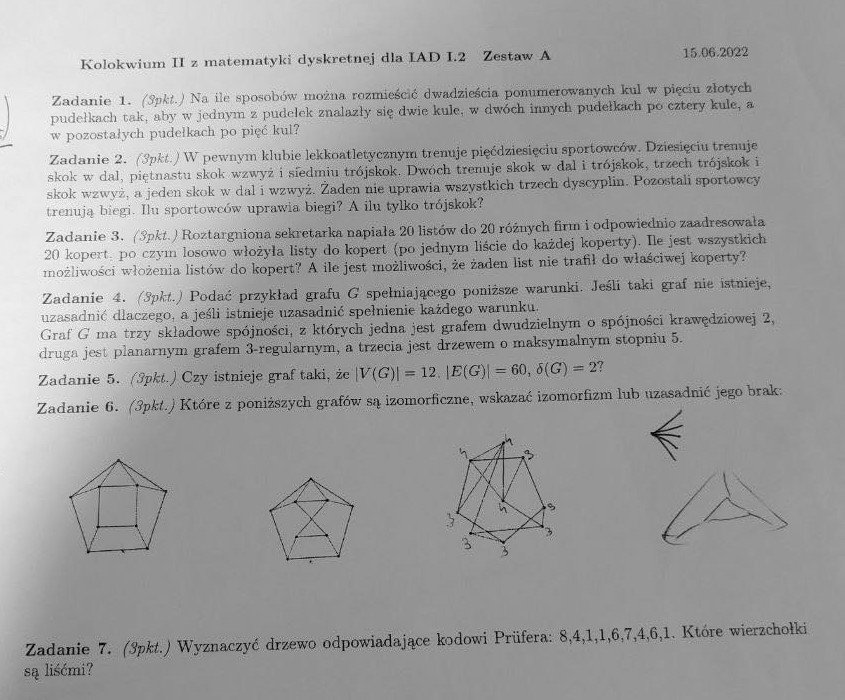 Kolokwium II z matematyki dyskretnej dla IAD I.2 Zestaw A 15.06.2022
Zadanie 1. (3pkt.) Na ile sposobów można rozmieścić dwadzieścia ponumerowanych kul w pięciu złotych
pudełkach tak, aby w jednym z pudełek znalazły się dwie kule, w dwóch innych pudełkach po cztery kule, a
w pozostałych pudełkach po pięć kul?
Zadanie 2. (3pkt.) W pewnym klubie lekkoatletycznym trenuje pięćdziesięciu sportowców. Dziesięciu trenuje
skok w dal, piętnastu skok wzwyż i siedmiu trójskok. Dwóch trenuje skok w dal i trójskok, trzech trójskok i
skok wzwyż, a jeden skok w dal i wzwyż. Żaden nie uprawia wszystkich trzech dyscyplin. Pozostali sportowcy
trenują biegi. Ilu sportowców uprawia biegi? A ilu tylko trójskok?
Zadanie 3. (3pkt.) Roztargniona sekretarka napiała 20 listów do 20 różnych firm i odpowiednio zaadresowała
20 kopert, po czym losowo włożyła listy do kopert (po jednym liście do każdej koperty). Ile jest wszystkich
możliwości włożenia listów do kopert? A ile jest możliwości, że żaden list nie trafił do właściwej koperty?
Zadanie 4. (3pkt.) Podać przykład grafu G spełniającego poniższe warunki. Jeśli taki graf nie istnieje,
uzasadnić dlaczego, a jeśli istnieje uzasadnić spełnienie każdego warunku.
Graf G ma trzy składowe spójności, z których jedna jest grafem dwudzielnym o spójności krawędziowej 2,
druga jest planarnym grafem 3-regularnym, a trzecia jest drzewem o maksymalnym stopniu 5.
Zadanie 5. (3pkt.) Czy istnieje graf taki, że |V(G)| = 12, |E(G)| = 60, δ(G) = 2?
Zadanie 6. (3pkt.) Które z poniższych grafów są izomorficzne, wskazać izomorfizm lub uzasadnić jego brak:
4
4 3
4 3
3 3
3 3
Zadanie 7. (3pkt.) Wyznaczyć drzewo odpowiadające kodowi Prüfera: 8,4,1,1,6,7,4,6,1. Które wierzchołki
są liśćmi?